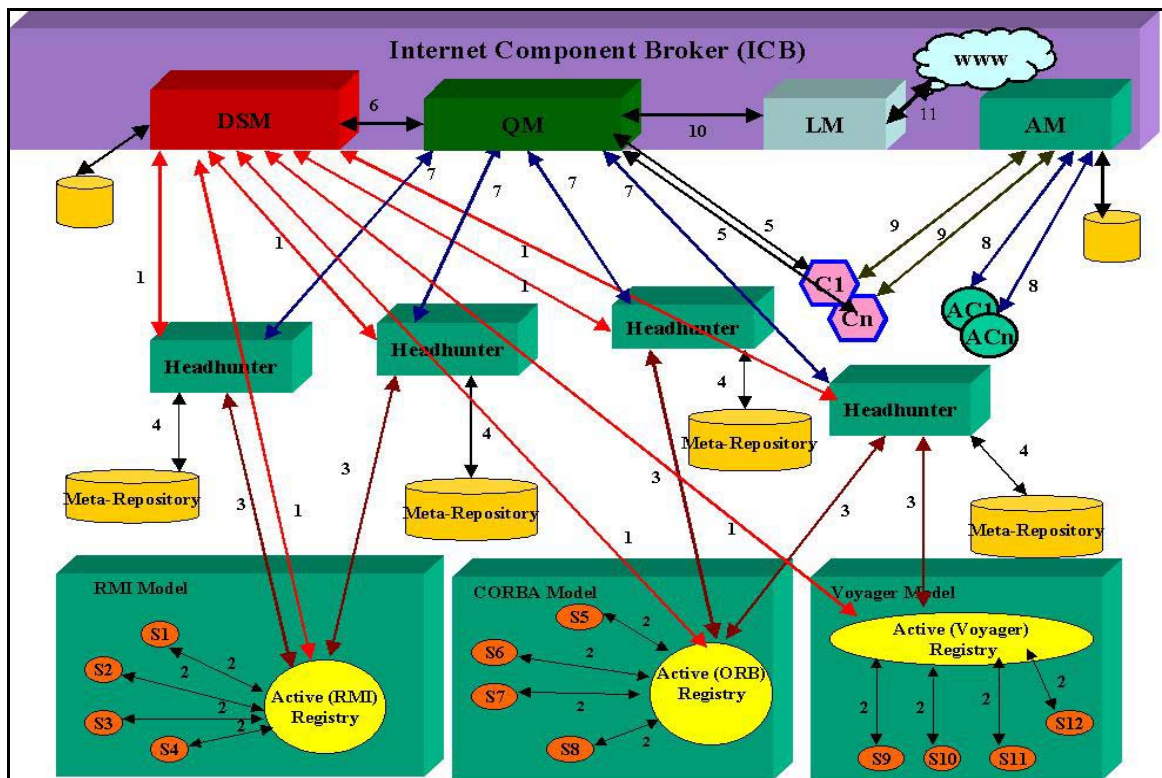 Internet Component Broker (ICB)
www
DSM
6
QM
10
LM
11
AM
7
7
7
7
5
5
9
9
8
8
1
1
1
1
C1
Cn
AC1
ACn
Headhunter
Headhunter
Headhunter
Headhunter
4
4
4
4
Meta-Repository
Meta-Repository
Meta-Repository
Meta-Repository
3
1
3
3
1
3
1
3
RMI Model
S1
S2
S3
S4
2
2
2
2
Active (RMI)
Registry
CORBA Model
S5
S6
S7
S8
2
2
2
2
Active (ORB)
Registry
Voyager Model
Active (Voyager)
Registry
2
2
2
2
S9
S10
S11
S12